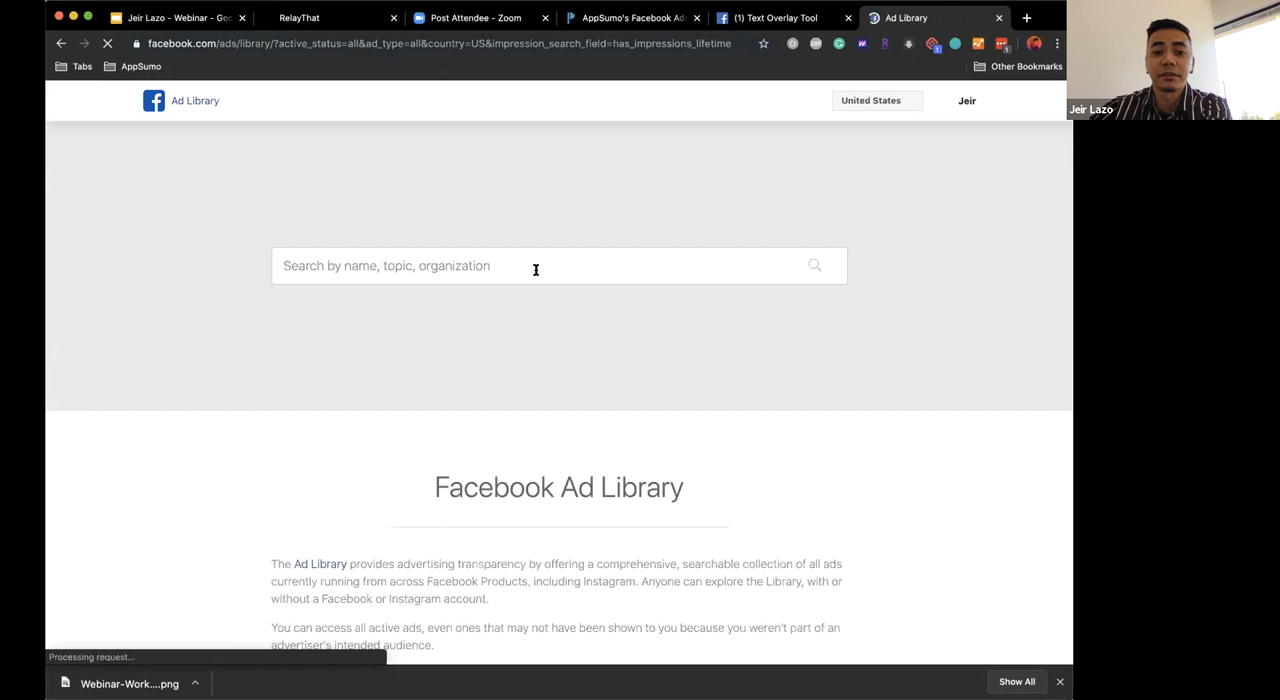 Jeir Lazo - Webinar - Goc
RelayThat
Post Attendee - Zoom
AppSumo's Facebook Ad
(1) Text Overlay Tool
Ad Library
facebook.com/ads/library/?active_status=all&ad_type=all&country=US&impression_search_field=has_impressions_lifetime
Tabs
AppSumo
Other Bookmarks
Jeir Lazo
Ad Library
United States
Jeir
Search by name, topic, organization
Facebook Ad Library
The Ad Library provides advertising transparency by offering a comprehensive, searchable collection of all ads
currently running from across Facebook Products, including Instagram. Anyone can explore the Library, with or
without a Facebook or Instagram account.
You can access all active ads, even ones that may not have been shown to you because you weren't part of an
advertiser's intended audience.
Processing request...
Webinar-Work....png
Show All